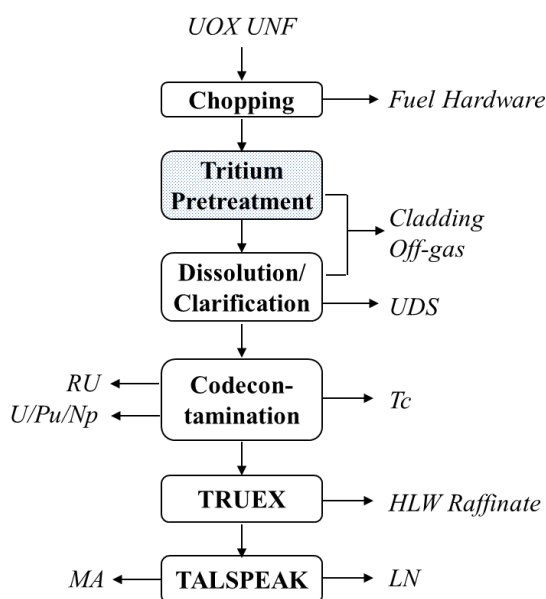 UOX UNF
Chopping
Fuel Hardware
Tritium
Pretreatment
Cladding
Off-gas
Dissolution/
Clarification
UDS
RU
U/Pu/Np
Codecon-
tamination
Tc
TRUEX
HLW Raffinate
MA
TALSPEAK
LN